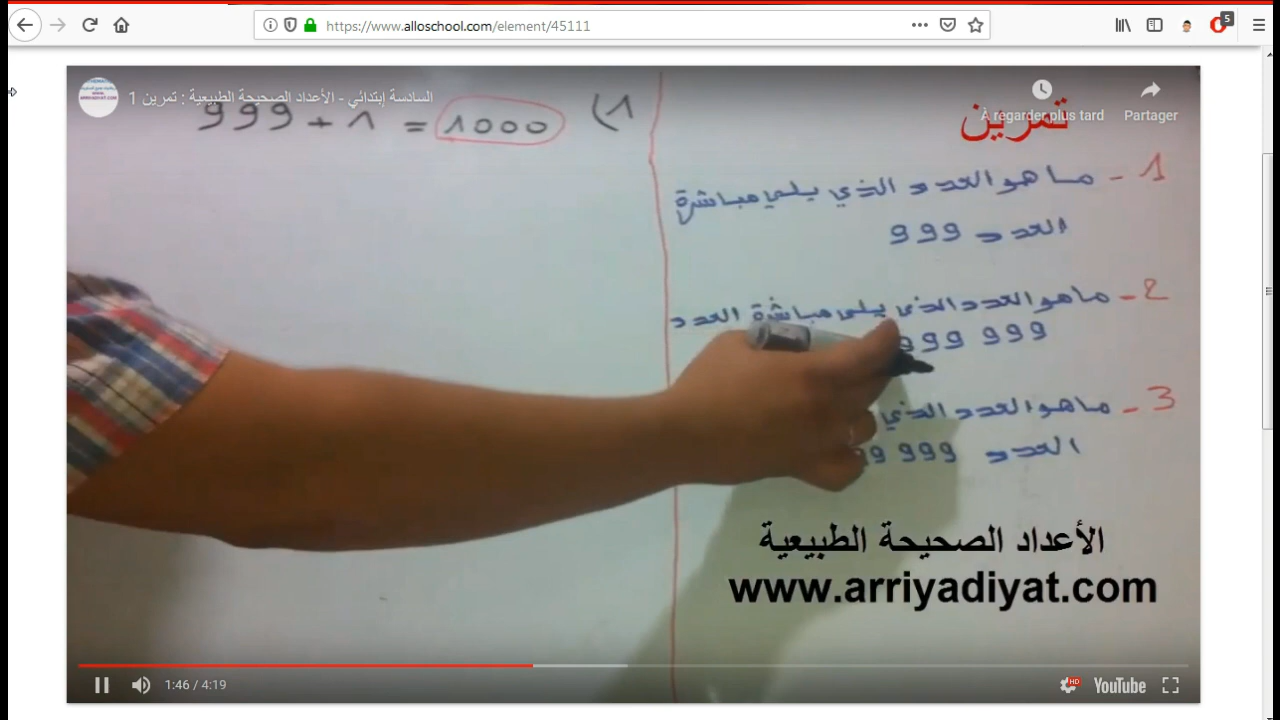 https://www.alloschool.com/element/45111
5
السادسة إبتدائي - الأعداد الصحيحة الطبيعية : تمرين 1
À regarder plus tard
Partager
تمرين
1 - ما هو العدد الذي يلي مباشرة
العدد 999
2 - ما هو العدد الذي يلي مباشرة العدد
999 999
3 - ما هو العدد الذي
العدد 999
1)
999 + 1 = 1000
الأعداد الصحيحة الطبيعية
www.arriyadiyat.com
1:46 / 4:19
HD
YouTube